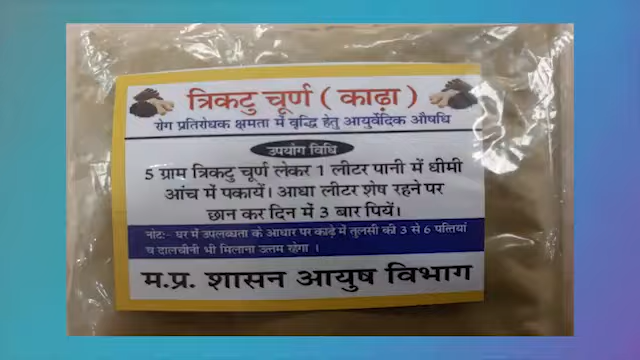 त्रिकटु चूर्ण ( काढ़ा )
रोग प्रतिरोधक क्षमता में वृद्धि हेतु आयुर्वेदिक औषधि
उपयोग विधि
5 ग्राम त्रिकटु चूर्ण लेकर 1 लीटर पानी में धीमी
आंच में पकायें। आधा लीटर शेष रहने पर
छान कर दिन में 3 बार पियें।
नोटः- घर में उपलब्धता के आधार पर काढ़े में तुलसी की 3 से 6 पत्तियां
व दालचीनी भी मिलाना उत्तम रहेगा ।
म.प्र. शासन आयुष विभाग